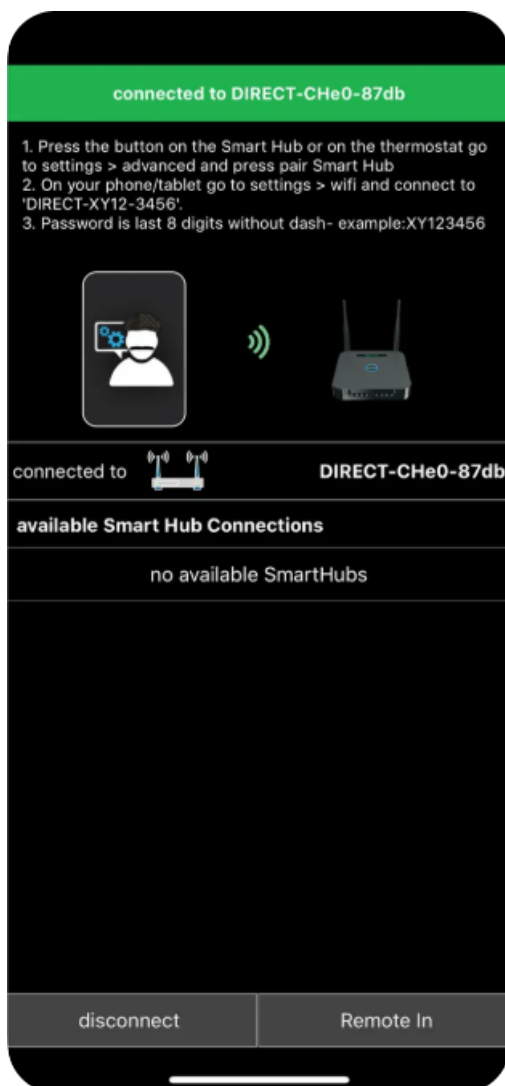 connected to DIRECT-CHe0-87db
1. Press the button on the Smart Hub or on the thermostat go
to settings > advanced and press pair Smart Hub
2. On your phone/tablet go to settings > wifi and connect to
'DIRECT-XY12-3456'.
3. Password is last 8 digits without dash- example:XY123456
connected to DIRECT-CHe0-87db
available Smart Hub Connections
no available SmartHubs
disconnect Remote In